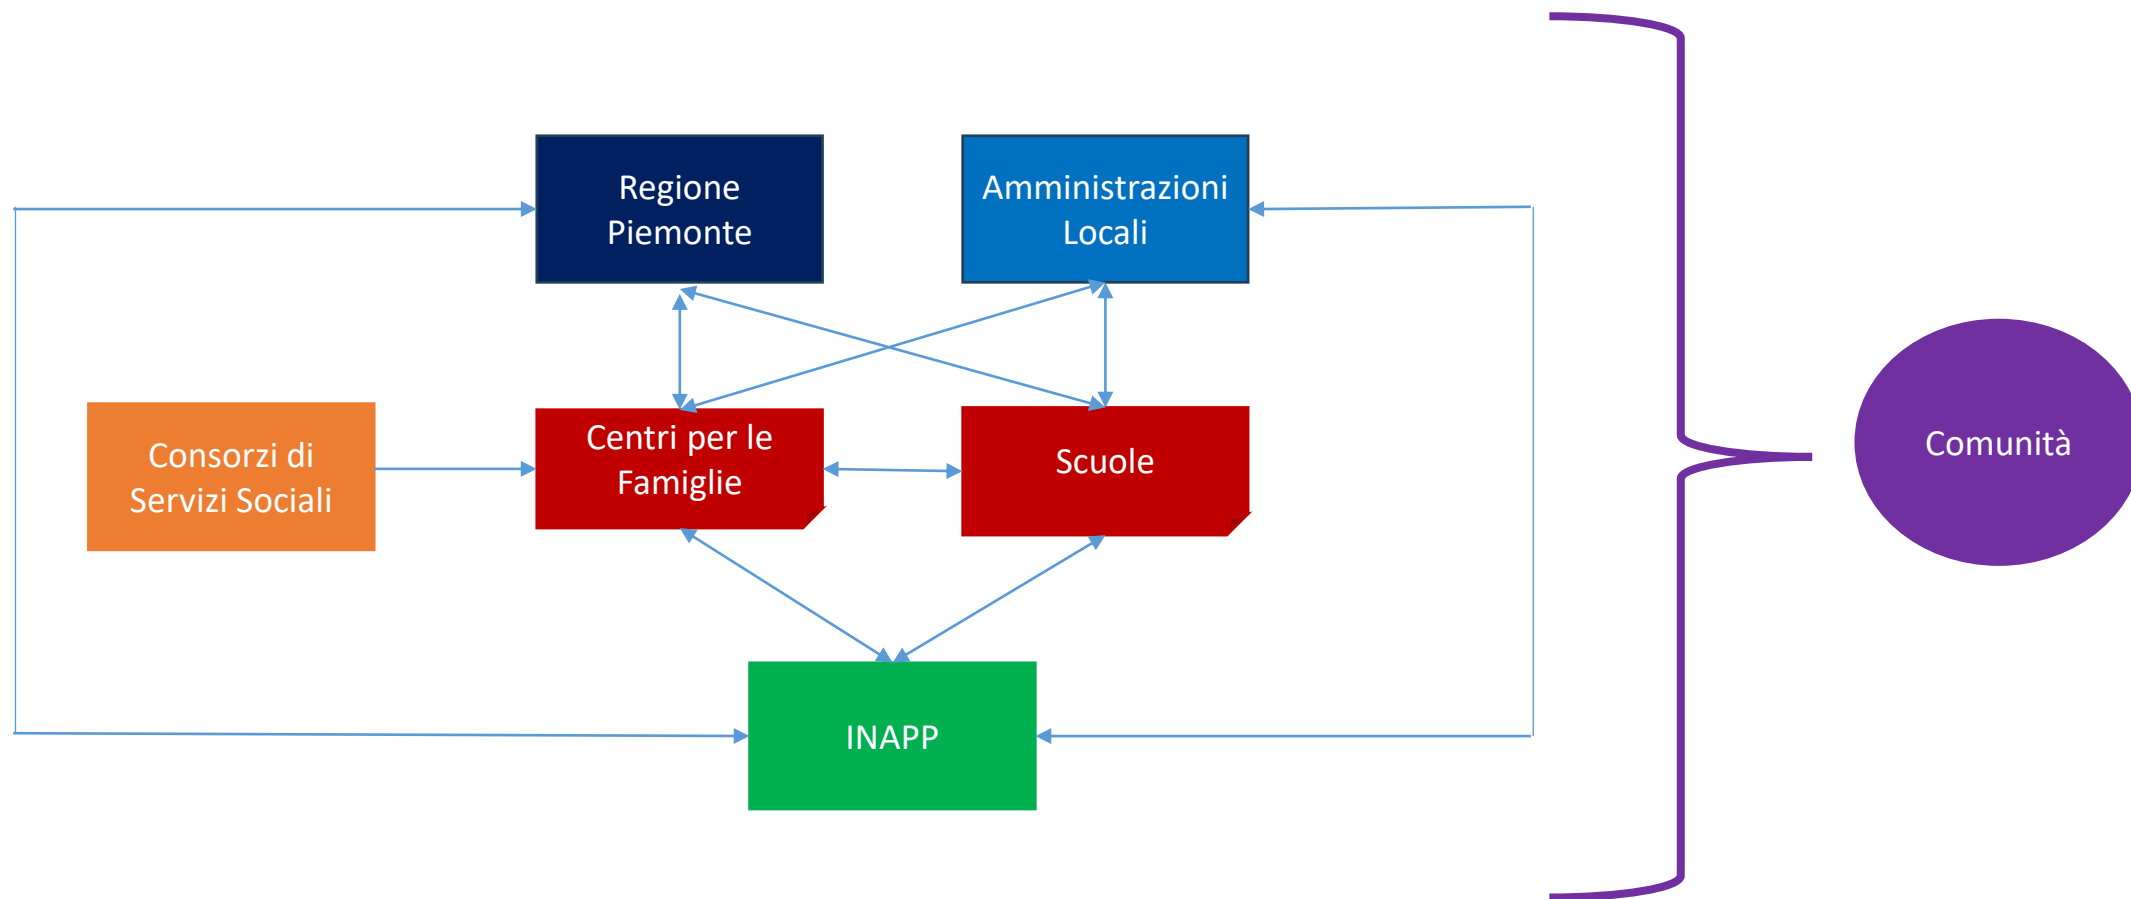 Regione
Piemonte
Amministrazioni
Locali
Consorzi di
Servizi Sociali
Centri per le
Famiglie
Scuole
Comunità
INAPP